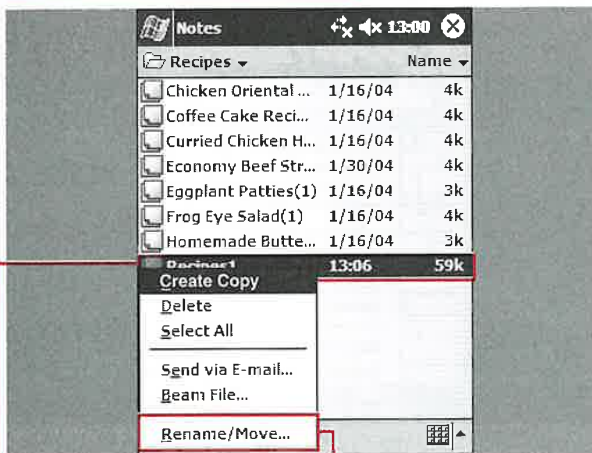 Notes 13:00
Recipes Name
Chicken Oriental ... 1/16/04 4k
Coffee Cake Reci... 1/16/04 4k
Curried Chicken H... 1/16/04 4k
Economy Beef Str... 1/30/04 4k
Eggplant Patties(1) 1/16/04 3k
Frog Eye Salad(1) 1/16/04 4k
Homemade Butte... 1/16/04 3k
Recipes1 13:06 59k
Create Copy
Delete
Select All
Send via E-mail...
Beam File...
Rename/Move...